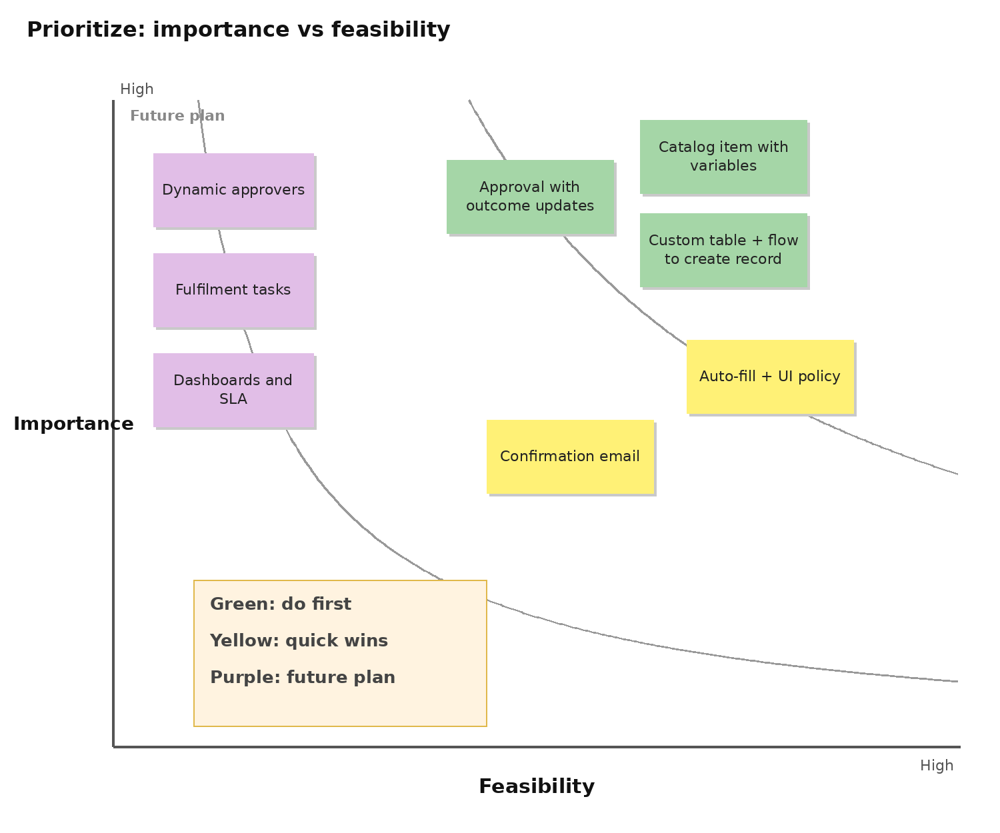 Prioritize: importance vs feasibility
High
Future plan
Catalog item with
variables
Dynamic approvers
Approval with
outcome updates
Custom table + flow
to create record
Fulfilment tasks
Dashboards and
SLA
Auto-fill + UI policy
Importance
Confirmation email
Green: do first
Yellow: quick wins
Purple: future plan
High
Feasibility